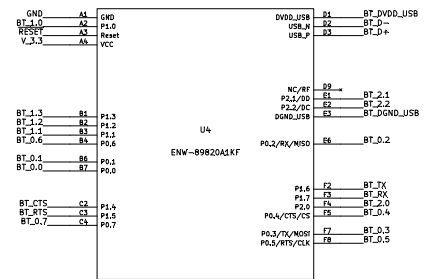 GND A1 GND
BT_1.0 A2 P1.0
RESET A3 Reset
V_3.3 A4 VCC
BT_1.3 B1 P1.3
BT_1.2 B2 P1.2
BT_1.1 B3 P1.1
BT_0.6 B4 P0.6
BT_0.1 B6 P0.1
BT_0.0 B7 P0.0
BT_CTS C2 P1.4
BT_RTS C3 P1.5
BT_0.7 C4 P0.7
U4
ENW-89820A1KF
DVDD_USB D1 BT_DVDD_USB
USB_N D2 BT_D-
USB_P D3 BT_D+
NC/RF D9
P2.1/DD E1 BT_2.1
P2.2/DC E2 BT_2.2
DGND_USB E3 BT_DGND_USB
P0.2/RX/MISO E6 BT_0.2
P1.6 F2 BT_TX
P1.7 F3 BT_RX
P2.0 F4 BT_2.0
P0.4/CTS/CS F5 BT_0.4
P0.3/TX/MOSI F7 BT_0.3
P0.5/RTS/CLK F8 BT_0.5